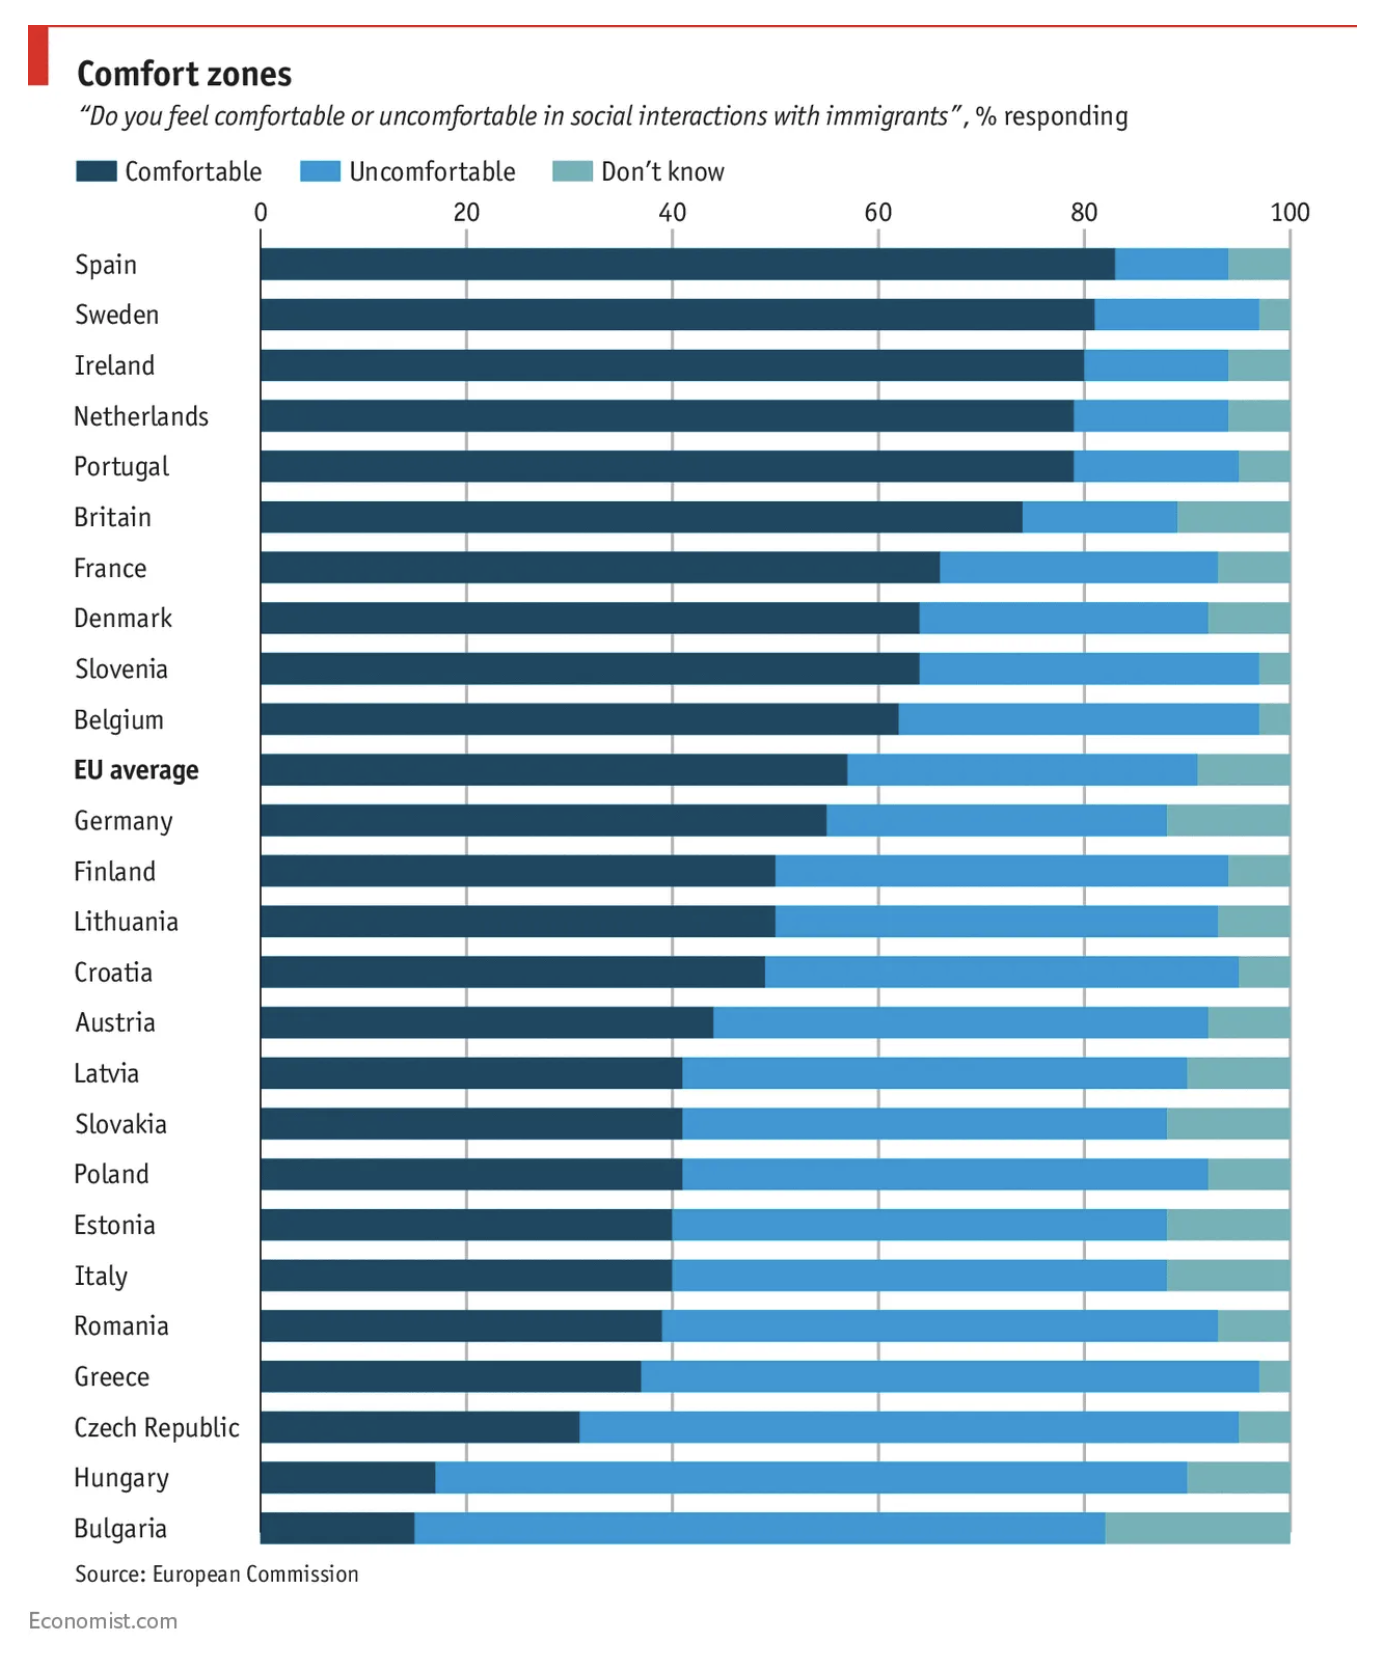 Comfort zones
“Do you feel comfortable or uncomfortable in social interactions with immigrants”, % responding
Comfortable Uncomfortable Don’t know
0 20 40 60 80 100
Spain
Sweden
Ireland
Netherlands
Portugal
Britain
France
Denmark
Slovenia
Belgium
EU average
Germany
Finland
Lithuania
Croatia
Austria
Latvia
Slovakia
Poland
Estonia
Italy
Romania
Greece
Czech Republic
Hungary
Bulgaria
Source: European Commission
Economist.com